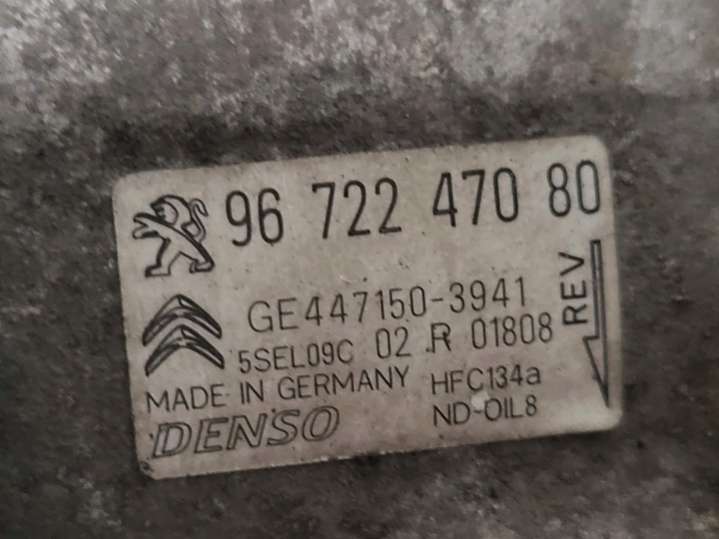 96 722 470 80
GE447150-3941
5SEL09C 02 R 01808
REV
MADE IN GERMANY HFC134a
DENSO ND-OIL8